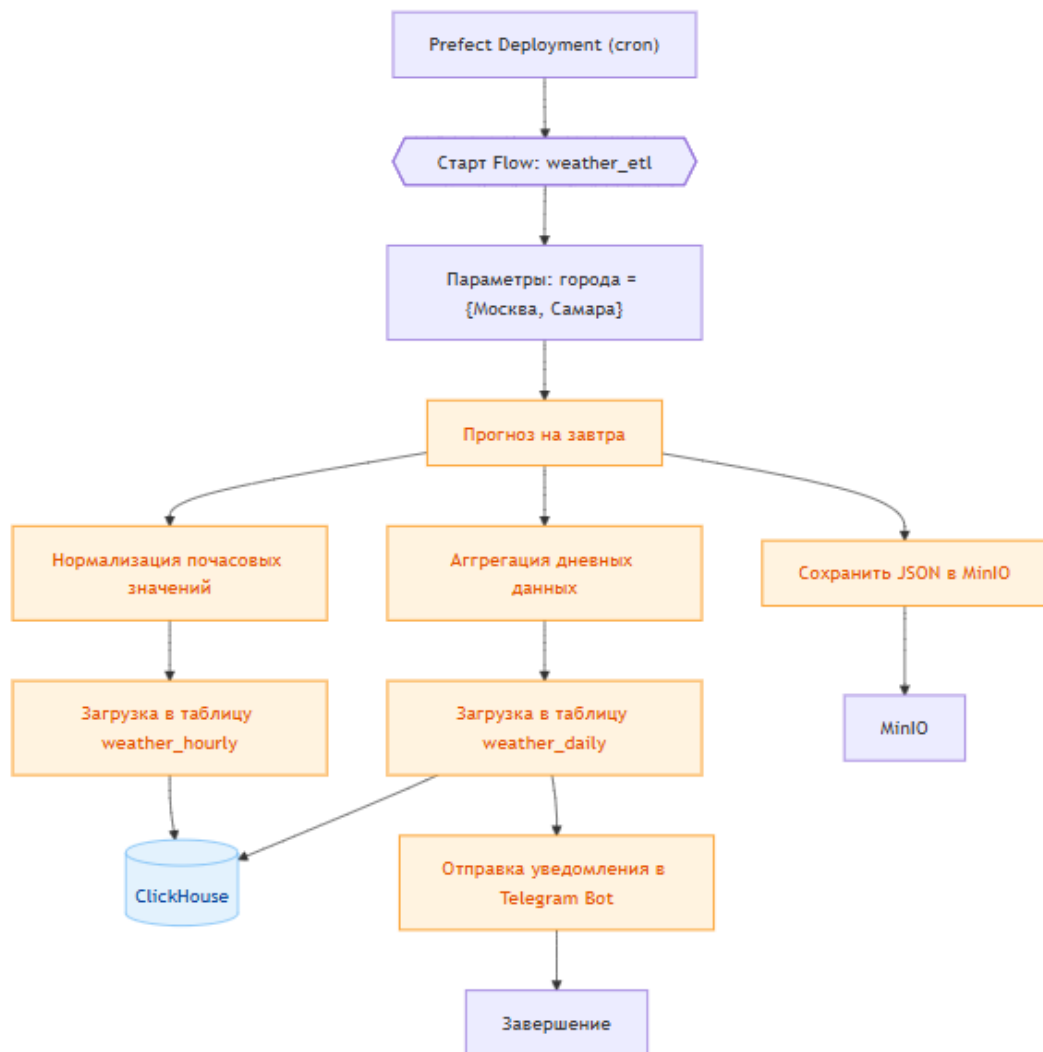 Prefect Deployment (cron)
Старт Flow: weather_etl
Параметры: города =
{Москва, Самара}
Прогноз на завтра
Нормализация почасовых
значений
Аггрегация дневных
данных
Сохранить JSON в MinIO
Загрузка в таблицу
weather_hourly
Загрузка в таблицу
weather_daily
MinIO
ClickHouse
Отправка уведомления в
Telegram Bot
Завершение